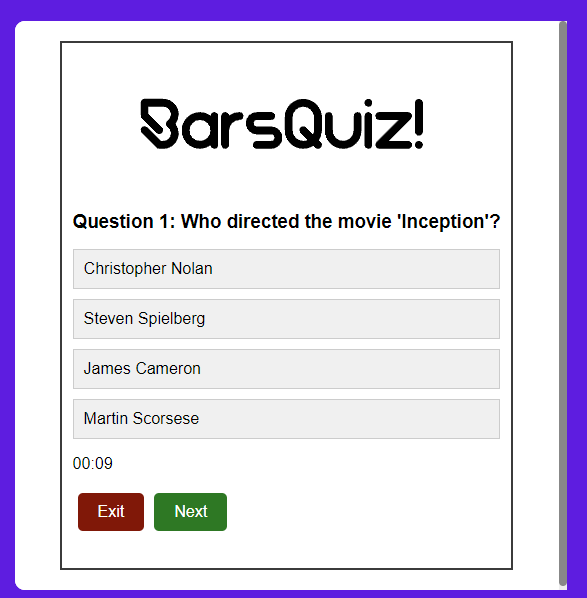 BarsQuiz!
Question 1: Who directed the movie 'Inception'?
Christopher Nolan
Steven Spielberg
James Cameron
Martin Scorsese
00:09
Exit Next